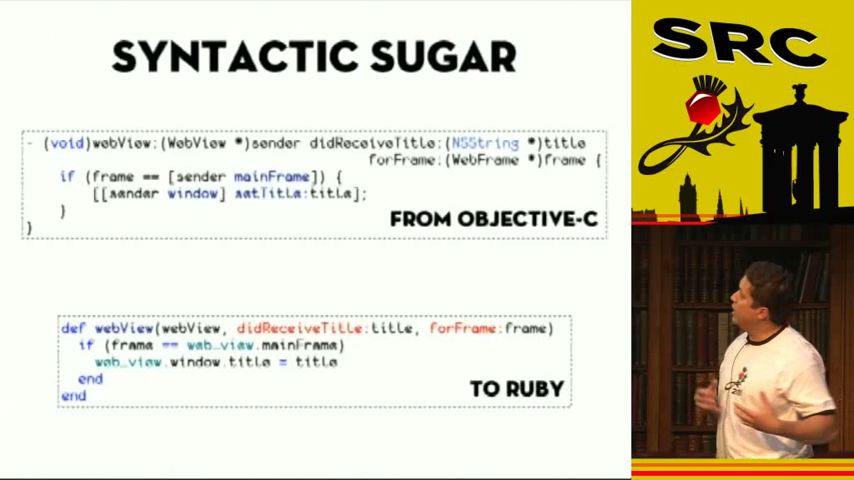 SYNTACTIC SUGAR
- (void)webView:(WebView *)sender didReceiveTitle:(NSString *)title
forFrame:(WebFrame *)frame {
if (frame == [sender mainFrame]) {
[[sender window] setTitle:title];
}
}
FROM OBJECTIVE-C
def webView(webView, didReceiveTitle:title, forFrame:frame)
if (frame == web_view.mainFrame)
web_view.window.title = title
end
end
TO RUBY
SRC